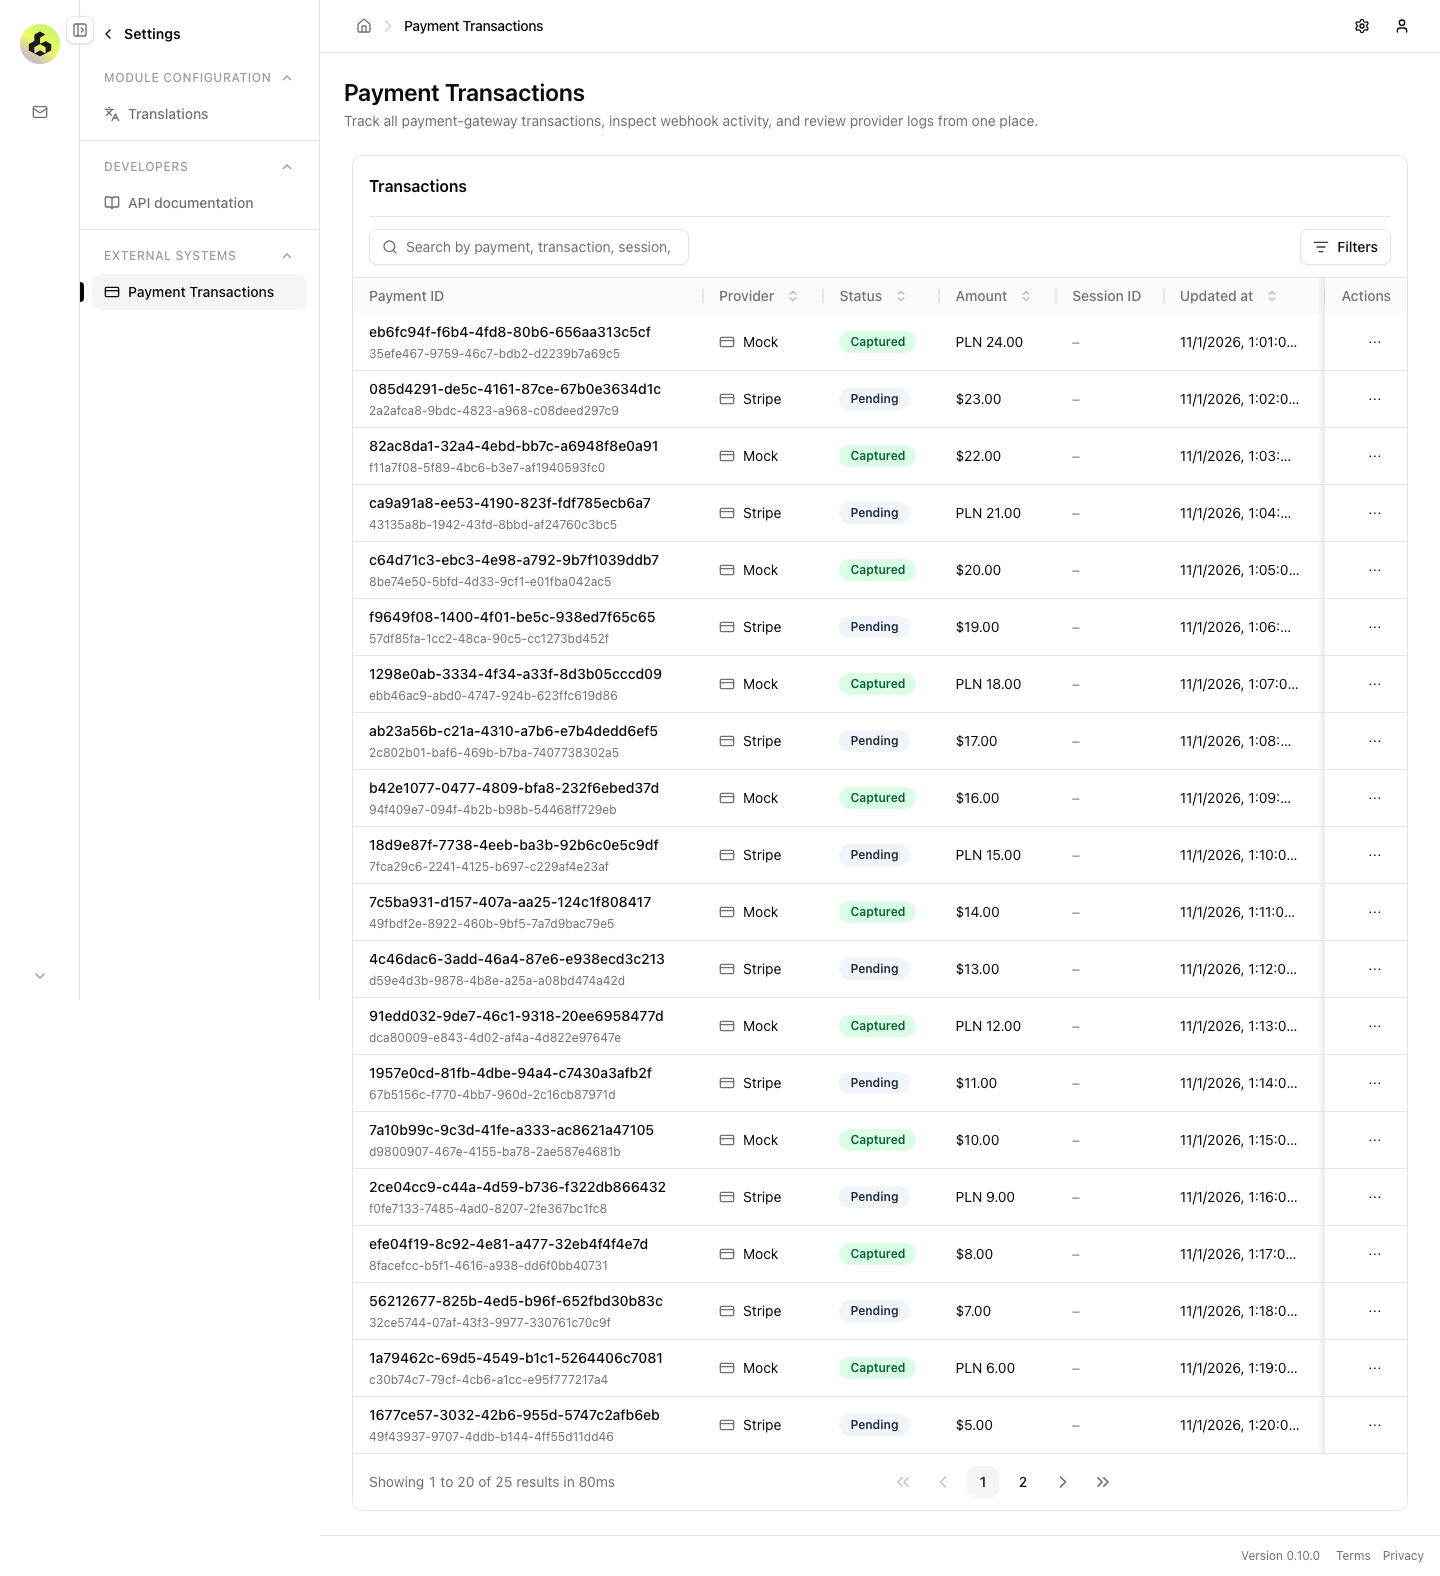 Settings
MODULE CONFIGURATION
Translations
DEVELOPERS
API documentation
EXTERNAL SYSTEMS
Payment Transactions
Payment Transactions
Payment Transactions
Track all payment-gateway transactions, inspect webhook activity, and review provider logs from one place.
Transactions
Search by payment, transaction, session,
Filters
Payment ID Provider Status Amount Session ID Updated at Actions
eb6fc94f-f6b4-4fd8-80b6-656aa313c5cf
35efe467-9759-46c7-bdb2-d2239b7a69c5
Mock Captured PLN 24.00 – 11/1/2026, 1:01:0... ...
085d4291-de5c-4161-87ce-67b0e3634d1c
2a2afca8-9bdc-4823-a968-c08deed297c9
Stripe Pending $23.00 – 11/1/2026, 1:02:0... ...
82ac8da1-32a4-4ebd-bb7c-a6948f8e0a91
f11a7f08-5f89-4bc6-b3e7-af1940593fc0
Mock Captured $22.00 – 11/1/2026, 1:03:... ...
ca9a91a8-ee53-4190-823f-fdf785ecb6a7
43135a8b-1942-43fd-8bbd-af24760c3bc5
Stripe Pending PLN 21.00 – 11/1/2026, 1:04:... ...
c64d71c3-ebc3-4e98-a792-9b7f1039ddb7
8be74e50-5bfd-4d33-9cf1-e01fba042ac5
Mock Captured $20.00 – 11/1/2026, 1:05:0... ...
f9649f08-1400-4f01-be5c-938ed7f65c65
57df85fa-1cc2-48ca-90c5-cc1273bd452f
Stripe Pending $19.00 – 11/1/2026, 1:06:... ...
1298e0ab-3334-4f34-a33f-8d3b05cccd09
ebb46ac9-abd0-4747-924b-623ffc619d86
Mock Captured PLN 18.00 – 11/1/2026, 1:07:0... ...
ab23a56b-c21a-4310-a7b6-e7b4dedd6ef5
2c802b01-baf6-469b-b7ba-7407738302a5
Stripe Pending $17.00 – 11/1/2026, 1:08:... ...
b42e1077-0477-4809-bfa8-232f6ebed37d
94f409e7-094f-4b2b-b98b-54468ff729eb
Mock Captured $16.00 – 11/1/2026, 1:09:... ...
18d9e87f-7738-4eeb-ba3b-92b6c0e5c9df
7fca29c6-2241-4125-b697-c229af4e23af
Stripe Pending PLN 15.00 – 11/1/2026, 1:10:0... ...
7c5ba931-d157-407a-aa25-124c1f808417
49fbdf2e-8922-460b-9bf5-7a7d9bac79e5
Mock Captured $14.00 – 11/1/2026, 1:11:0... ...
4c46dac6-3add-46a4-87e6-e938ecd3c213
d59e4d3b-9878-4b8e-a25a-a08bd474a42d
Stripe Pending $13.00 – 11/1/2026, 1:12:0... ...
91edd032-9de7-46c1-9318-20ee6958477d
dca80009-e843-4d02-af4a-4d822e97647e
Mock Captured PLN 12.00 – 11/1/2026, 1:13:0... ...
1957e0cd-81fb-4dbe-94a4-c7430a3afb2f
67b5156c-f770-4bb7-960d-2c16cb87971d
Stripe Pending $11.00 – 11/1/2026, 1:14:0... ...
7a10b99c-9c3d-41fe-a333-ac8621a47105
d9800907-467e-4155-ba78-2ae587e4681b
Mock Captured $10.00 – 11/1/2026, 1:15:0... ...
2ce04cc9-c44a-4d59-b736-f322db866432
f0fe7133-7485-4ad0-8207-2fe367bc1fc8
Stripe Pending PLN 9.00 – 11/1/2026, 1:16:0... ...
efe04f19-8c92-4e81-a477-32eb4f4f4e7d
8facefcc-b5f1-4616-a938-dd6f0bb40731
Mock Captured $8.00 – 11/1/2026, 1:17:0... ...
56212677-825b-4ed5-b96f-652fbd30b83c
32ce5744-07af-43f3-9977-330761c70c9f
Stripe Pending $7.00 – 11/1/2026, 1:18:0... ...
1a79462c-69d5-4549-b1c1-5264406c7081
c30b74c7-79cf-4cb6-a1cc-e95f777217a4
Mock Captured PLN 6.00 – 11/1/2026, 1:19:0... ...
1677ce57-3032-42b6-955d-5747c2afb6eb
49f43937-9707-4ddb-b144-4ff55d11dd46
Stripe Pending $5.00 – 11/1/2026, 1:20:0... ...
Showing 1 to 20 of 25 results in 80ms
1 2
Version 0.10.0 Terms Privacy